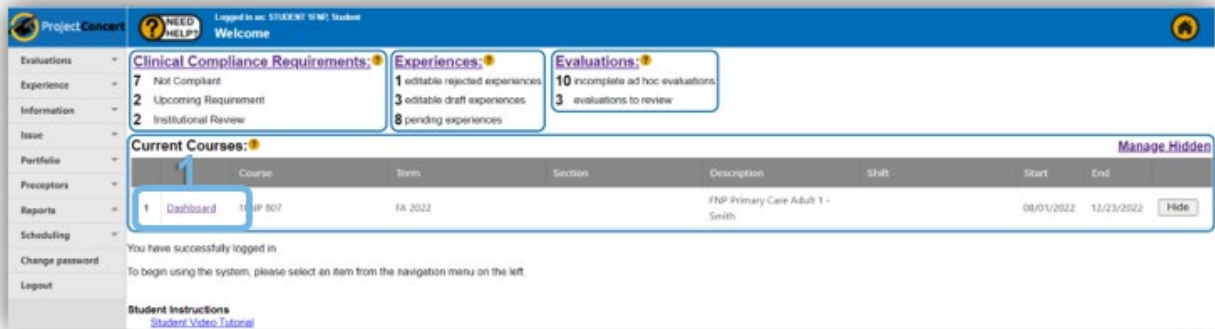 ProjectConcert
NEED HELP?
Logged in as: STUDENT 1FNP, Student
Welcome
Evaluations
Experience
Information
Issue
Portfolio
Preceptors
Reports
Scheduling
Change password
Logout
Clinical Compliance Requirements:
7 Not Compliant
2 Upcoming Requirement
2 Institutional Review
Experiences:
1 editable rejected experiences
3 editable draft experiences
8 pending experiences
Evaluations:
10 incomplete ad hoc evaluations
3 evaluations to review
Current Courses:
Manage Hidden
1
Course Term Section Description Shift Start End
1 Dashboard NP 807 FA 2022 FNP Primary Care Adult 1 - 08/01/2022 12/23/2022 Hide
Smith
You have successfully logged in
To begin using the system, please select an item from the navigation menu on the left
Student Instructions
Student Video Tutorial